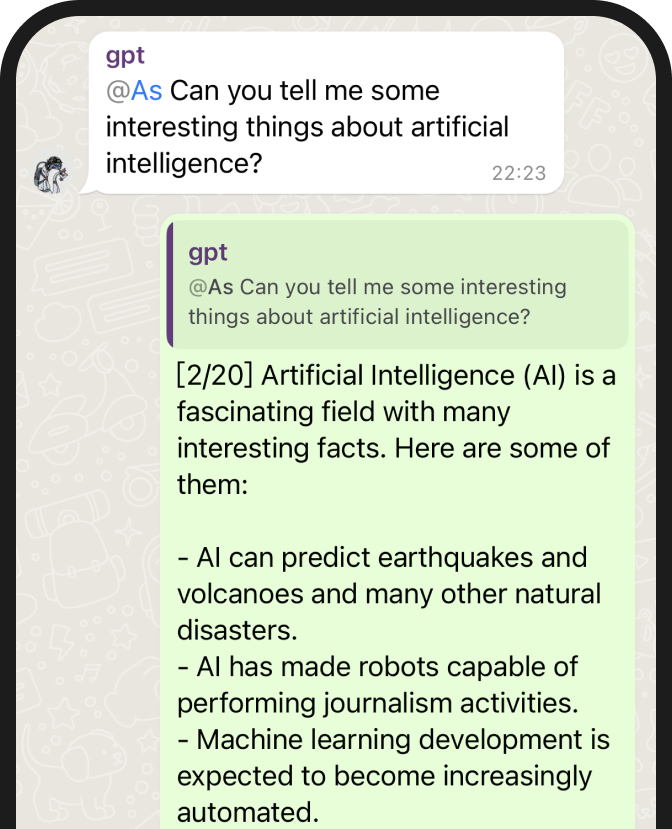 gpt
@As Can you tell me some
interesting things about artificial
intelligence?
22:23
gpt
@As Can you tell me some interesting
things about artificial intelligence?
[2/20] Artificial Intelligence (AI) is a
fascinating field with many
interesting facts. Here are some of
them:
- AI can predict earthquakes and
volcanoes and many other natural
disasters.
- AI has made robots capable of
performing journalism activities.
- Machine learning development is
expected to become increasingly
automated.